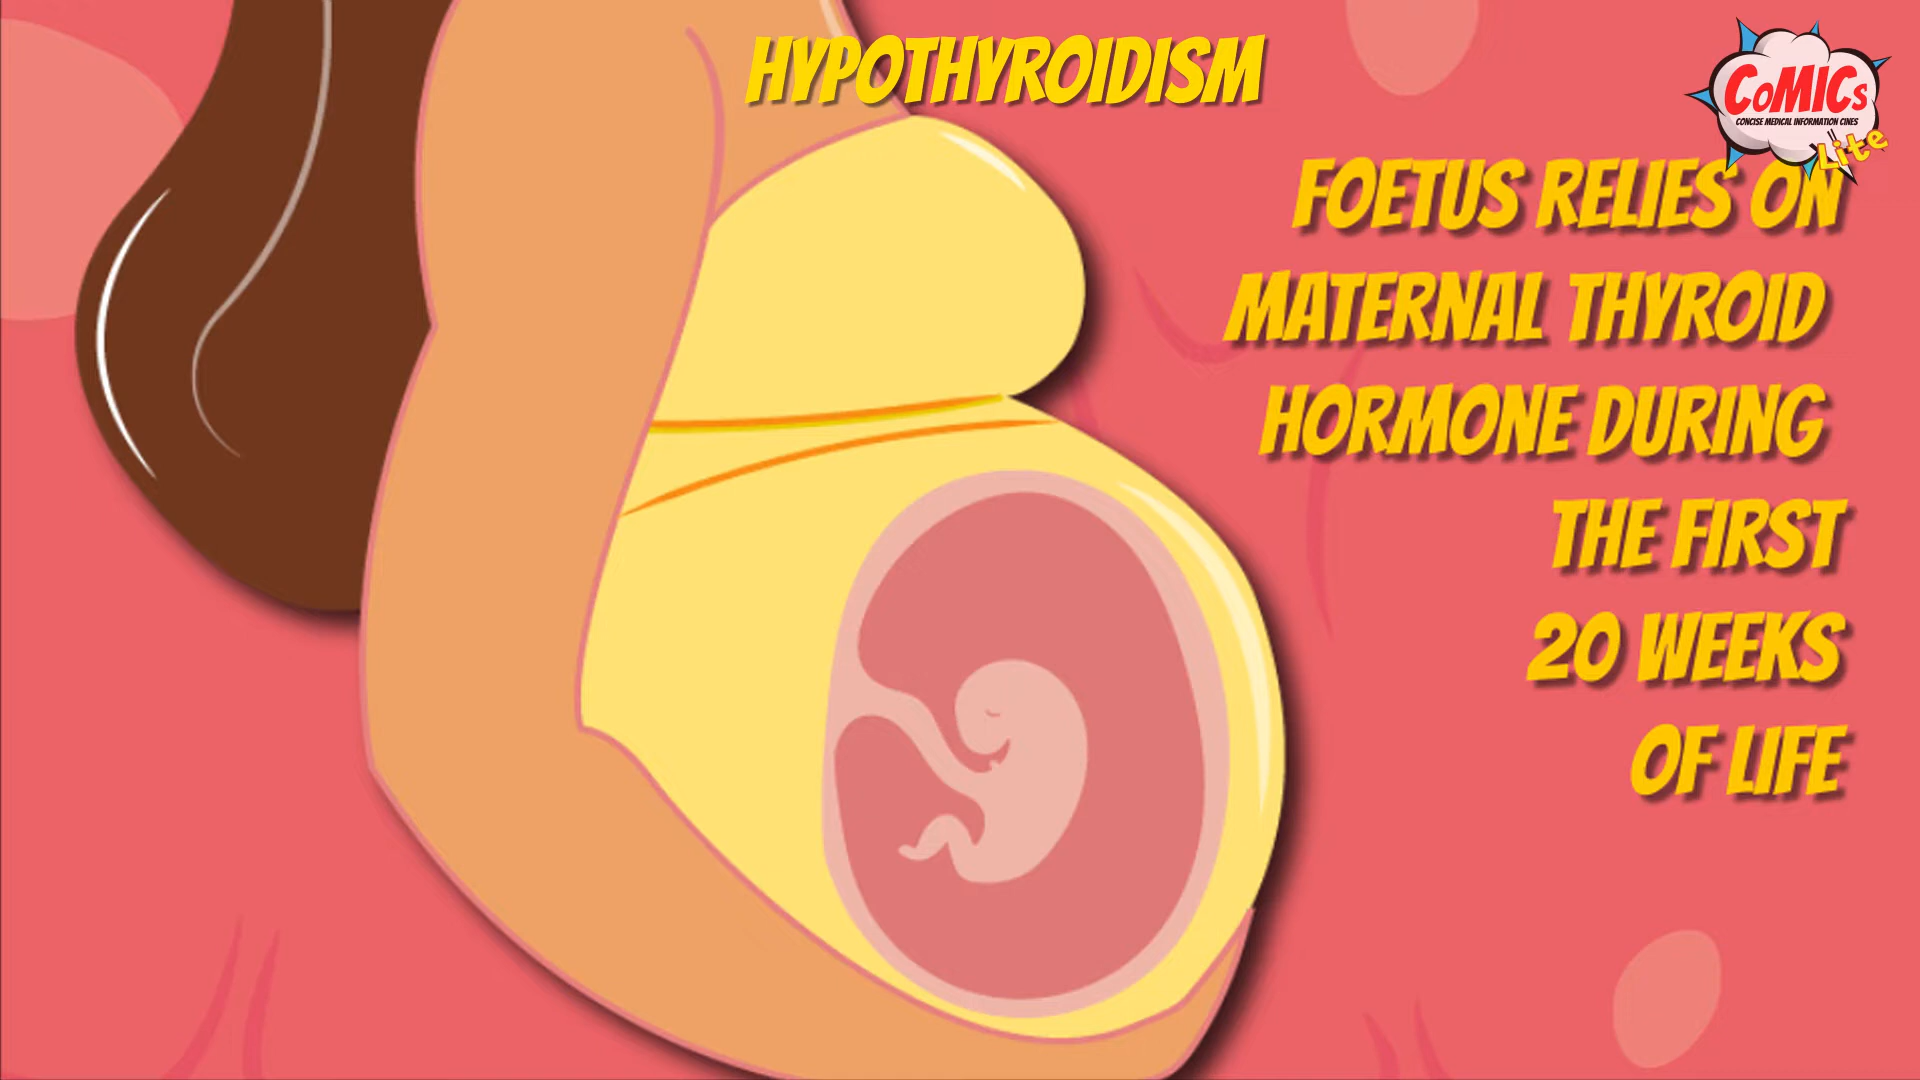 HYPOTHYROIDISM
CoMICs
CONCISE MEDICAL INFORMATION CINES
Lite
FOETUS RELIES ON
MATERNAL THYROID
HORMONE DURING
THE FIRST
20 WEEKS
OF LIFE